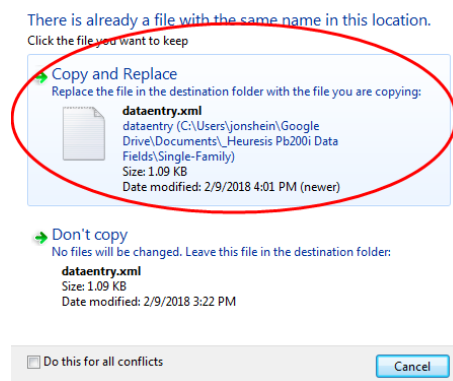 There is already a file with the same name in this location.
Click the file you want to keep
Copy and Replace
Replace the file in the destination folder with the file you are copying:
dataentry.xml
dataentry (C:\Users\jonshein\Google
Drive\Documents\_Heuresis Pb200i Data
Fields\Single-Family)
Size: 1.09 KB
Date modified: 2/9/2018 4:01 PM (newer)
Don't copy
No files will be changed. Leave this file in the destination folder:
dataentry.xml
Size: 1.09 KB
Date modified: 2/9/2018 3:22 PM
Do this for all conflicts
Cancel